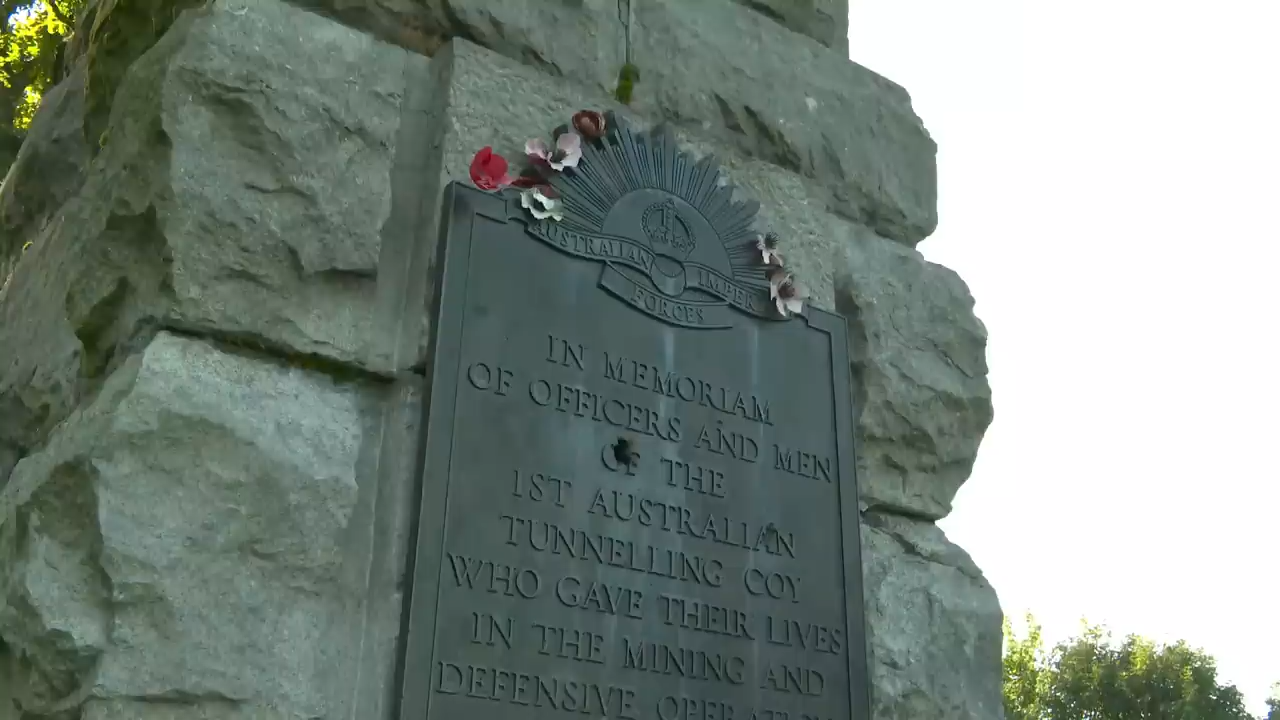 AUSTRALIAN IMPER
FORCES
IN MEMORIAM
OF OFFICERS AND MEN
OF THE
1ST AUSTRALIAN
TUNNELLING COY
WHO GAVE THEIR LIVES
IN THE MINING AND
DEFENSIVE